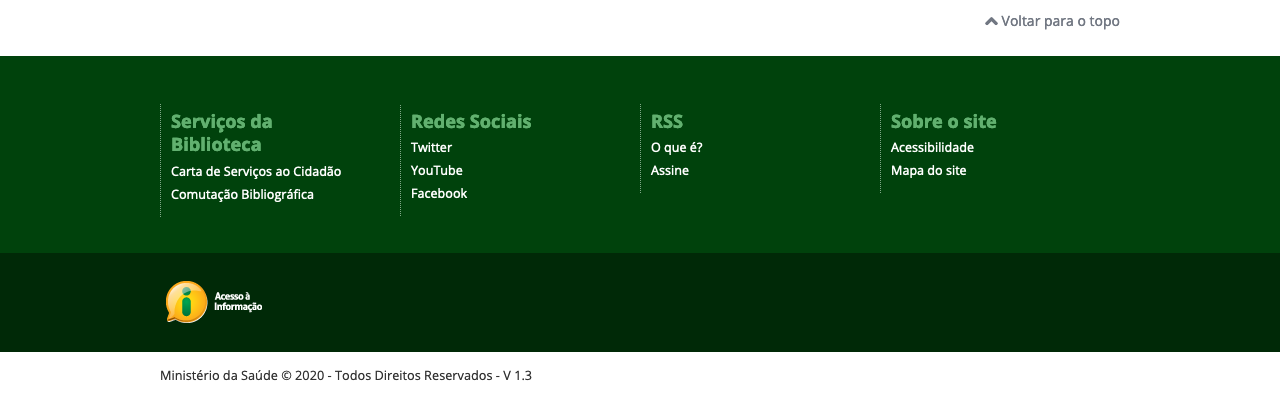 Voltar para o topo
Serviços da
Biblioteca
Carta de Serviços ao Cidadão
Comutação Bibliográfica
Redes Sociais
Twitter
YouTube
Facebook
RSS
O que é?
Assine
Sobre o site
Acessibilidade
Mapa do site
Acesso à
Informação
Ministério da Saúde © 2020 - Todos Direitos Reservados - V 1.3